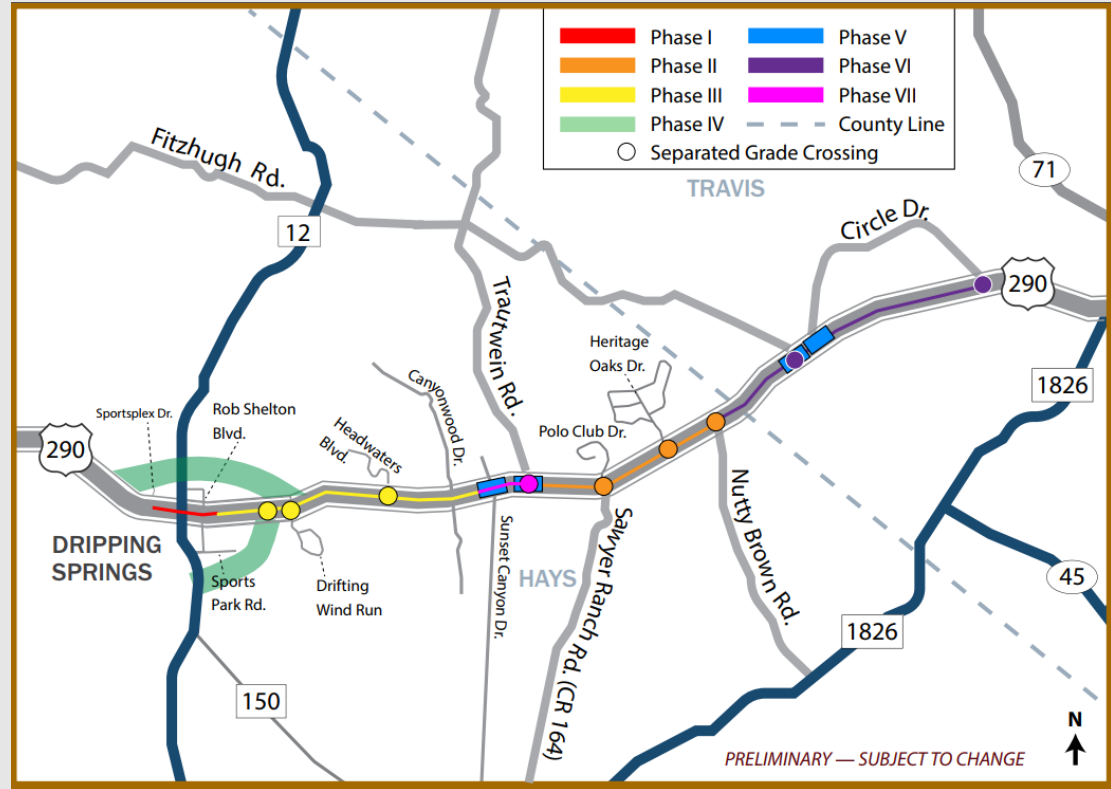 Phase I
Phase II
Phase III
Phase IV
Phase V
Phase VI
Phase VII
County Line
Separated Grade Crossing
TRAVIS
71
Fitzhugh Rd.
12
Circle Dr.
290
Trautwein Rd.
Heritage
Oaks Dr.
1826
Canyonwood Dr.
Sportsplex Dr.
Rob Shelton
Blvd.
Headwaters
Blvd.
Polo Club Dr.
290
DRIPPING
SPRINGS
Sports
Park Rd.
Drifting
Wind Run
Sunset Canyon Dr.
HAYS
Sawyer Ranch Rd. (CR 164)
Nutty Brown Rd.
45
1826
150
N
PRELIMINARY — SUBJECT TO CHANGE